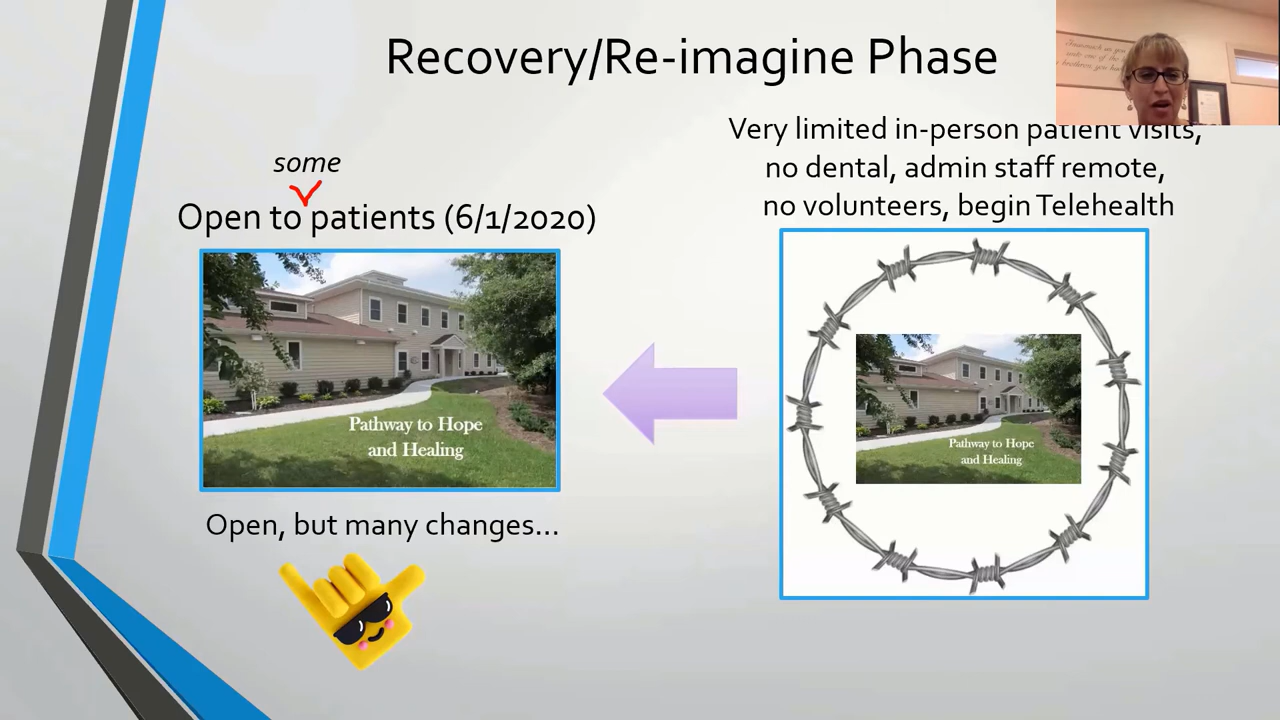 Recovery/Re-imagine Phase
some
Open to patients (6/1/2020)
Pathway to Hope
and Healing
Open, but many changes...
Very limited in-person patient visits,
no dental, admin staff remote,
no volunteers, begin Telehealth
Pathway to Hope
and Healing